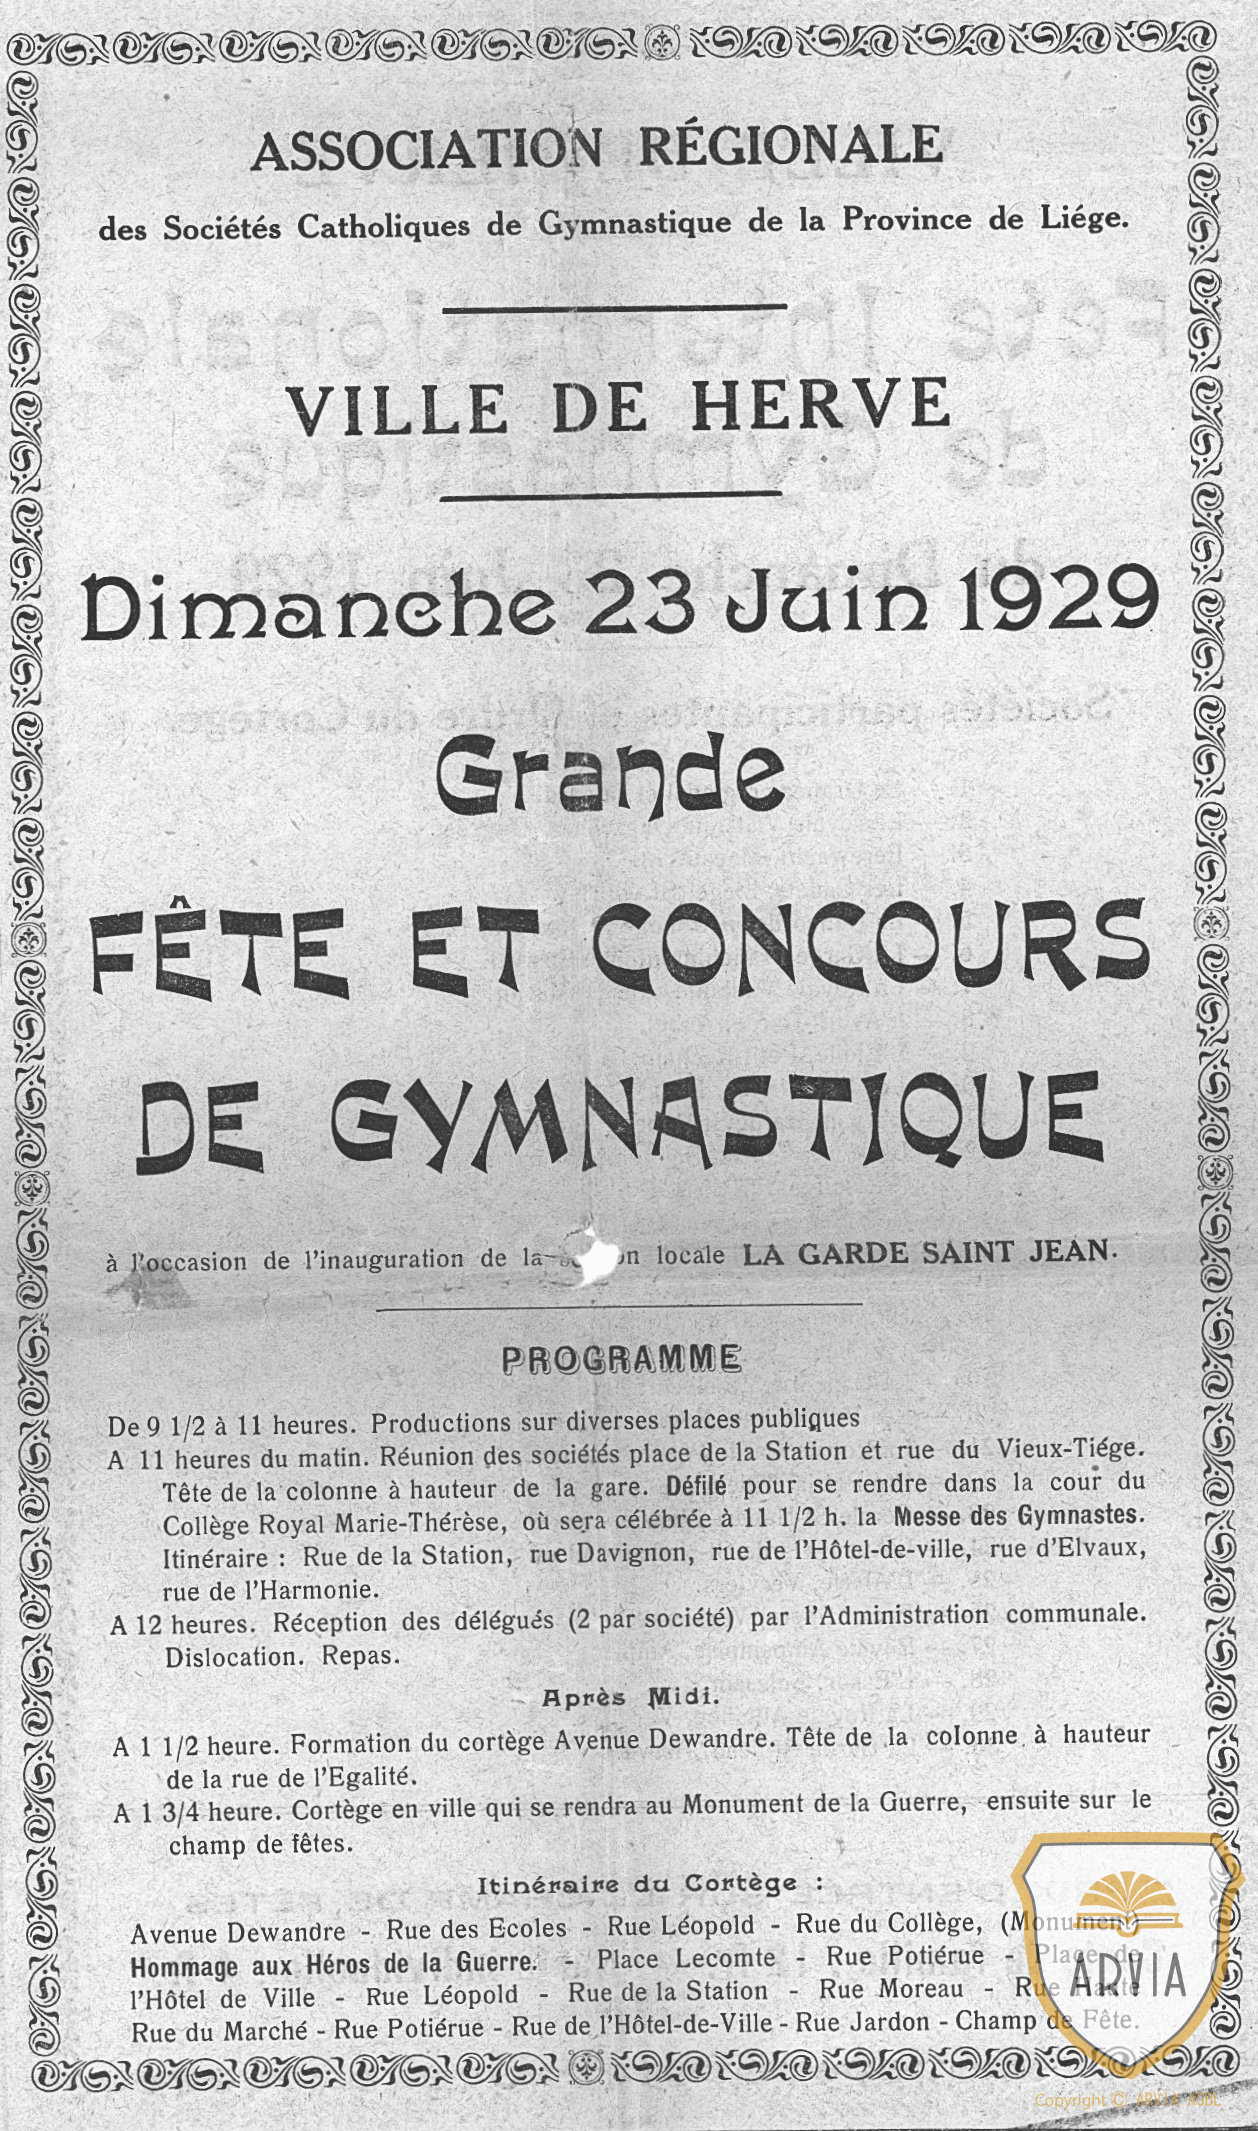 ASSOCIATION RÉGIONALE
des Sociétés Catholiques de Gymnastique de la Province de Liége.
VILLE DE HERVE
Dimanche 23 Juin 1929
Grande
FÊTE ET CONCOURS
DE GYMNASTIQUE
à l'occasion de l'inauguration de la locale LA GARDE SAINT JEAN.
PROGRAMME
De 9 1/2 à 11 heures. Productions sur diverses places publiques
A 11 heures du matin. Réunion des sociétés place de la Station et rue du Vieux-Tiége.
Tête de la colonne à hauteur de la gare. Défilé pour se rendre dans la cour du
Collège Royal Marie-Thérèse, où sera célébrée à 11 1/2 h. la Messe des Gymnastes.
Itinéraire : Rue de la Station, rue Davignon, rue de l'Hôtel-de-ville, rue d'Elvaux,
rue de l'Harmonie.
A 12 heures. Réception des délégués (2 par société) par l'Administration communale.
Dislocation. Repas.
Après Midi.
A 1 1/2 heure. Formation du cortège Avenue Dewandre. Tête de la colonne à hauteur
de la rue de l'Egalité.
A 1 3/4 heure. Cortège en ville qui se rendra au Monument de la Guerre, ensuite sur le
champ de fêtes.
Itinéraire du Cortège :
Avenue Dewandre - Rue des Ecoles - Rue Léopold - Rue du Collège, (Monument)
Hommage aux Héros de la Guerre. - Place Lecomte - Rue Potiérue - Place de
l'Hôtel de Ville - Rue Léopold - Rue de la Station - Rue Moreau - Rue Haute
Rue du Marché - Rue Potiérue - Rue de l'Hôtel-de-Ville - Rue Jardon - Champ de Fête.
ARVIA
Copyright © ARVIA ASBL